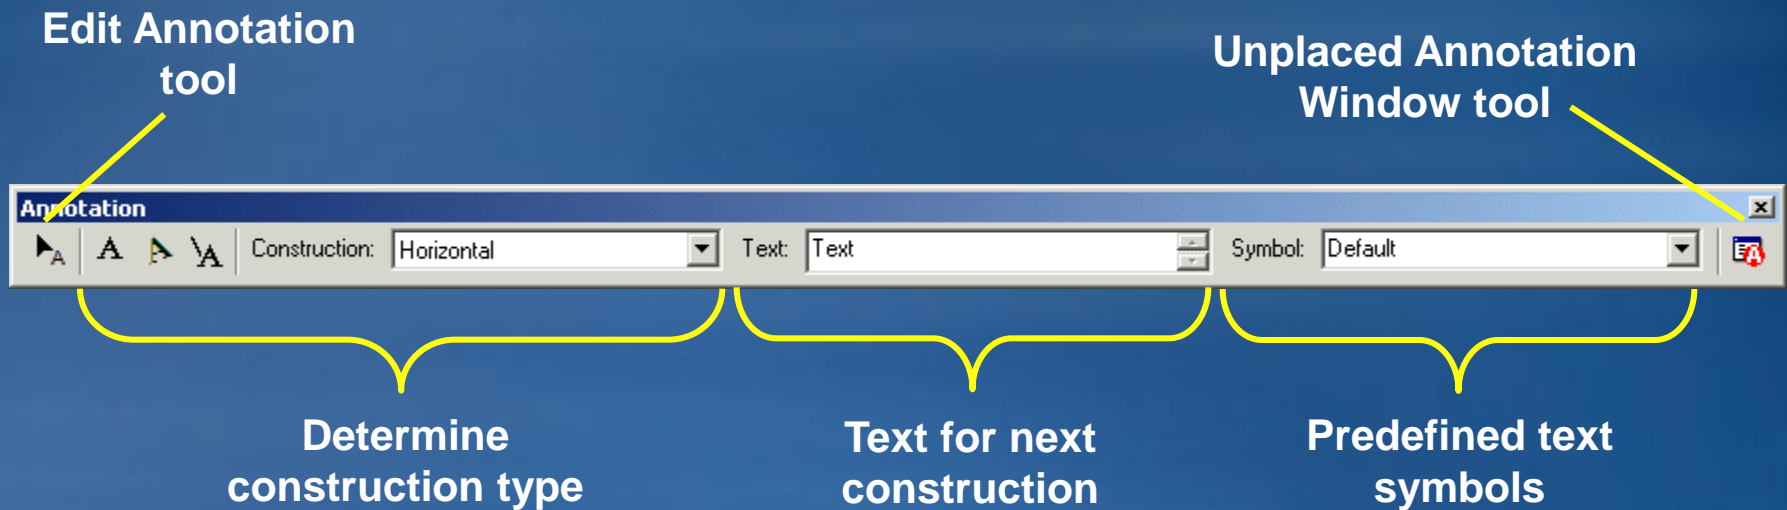 Edit Annotation
tool
Unplaced Annotation
Window tool
Annotation
A A A A Construction: Horizontal Text: Text Symbol: Default A
Determine
construction type
Text for next
construction
Predefined text
symbols